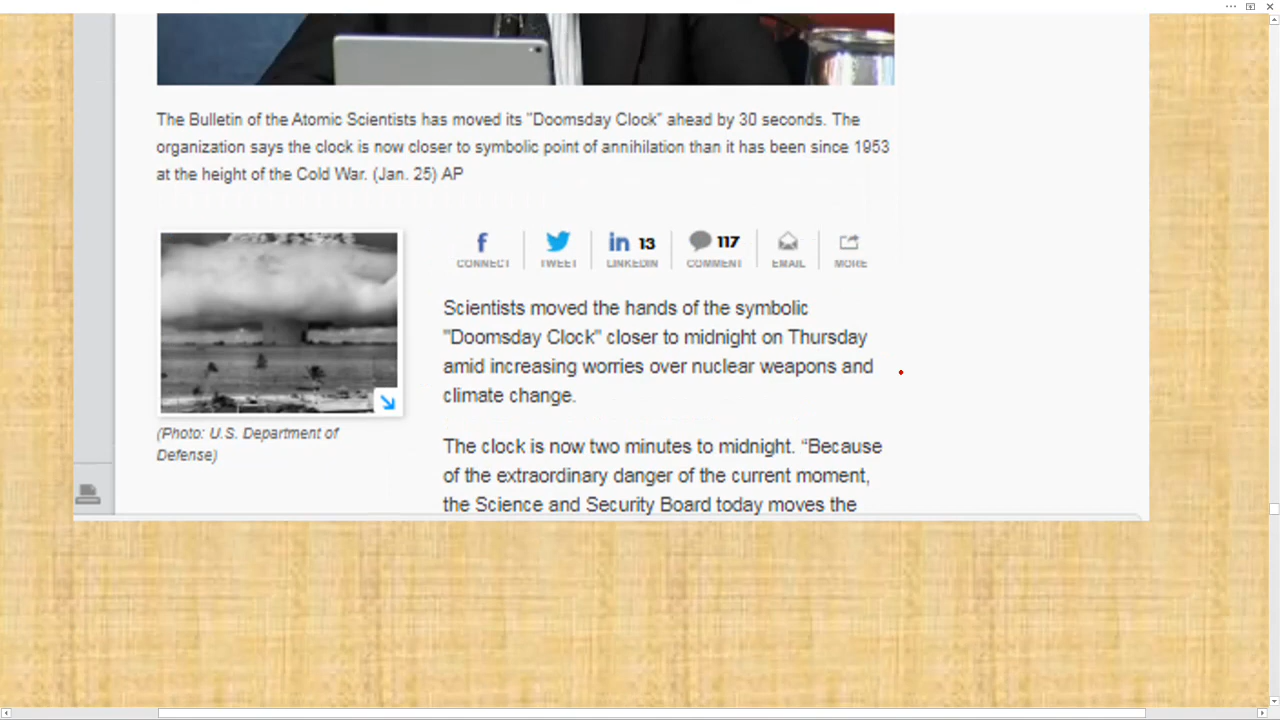 The Bulletin of the Atomic Scientists has moved its "Doomsday Clock" ahead by 30 seconds. The
organization says the clock is now closer to symbolic point of annihilation than it has been since 1953
at the height of the Cold War. (Jan. 25) AP
13
117
CONNECT
TWEET
LINKEDIN
COMMENT
EMAIL
MORE
(Photo: U.S. Department of
Defense)
Scientists moved the hands of the symbolic
"Doomsday Clock" closer to midnight on Thursday
amid increasing worries over nuclear weapons and
climate change.
The clock is now two minutes to midnight. “Because
of the extraordinary danger of the current moment,
the Science and Security Board today moves the